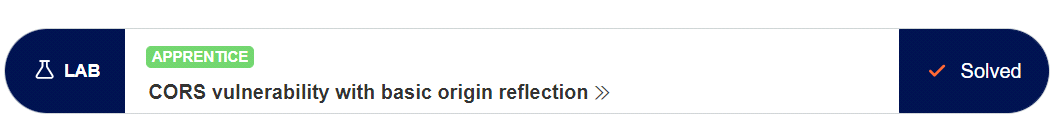 LAB
APPRENTICE
CORS vulnerability with basic origin reflection
Solved